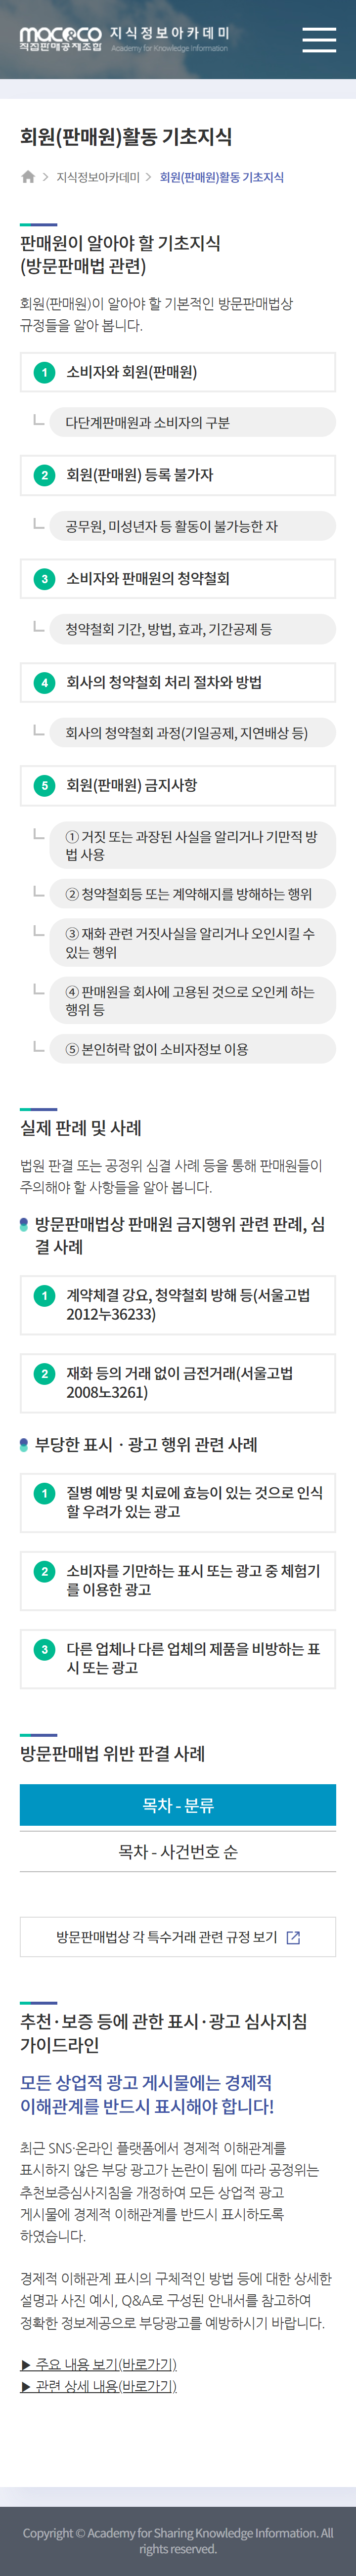 macco 지식정보아카데미
직접판매공제조합 Academy for Knowledge Information
회원(판매원)활동 기초지식
지식정보아카데미 > 회원(판매원)활동 기초지식
판매원이 알아야 할 기초지식
(방문판매법 관련)
회원(판매원)이 알아야 할 기본적인 방문판매법상
규정들을 알아 봅니다.
1 소비자와 회원(판매원)
다단계판매원과 소비자의 구분
2 회원(판매원) 등록 불가자
공무원, 미성년자 등 활동이 불가능한 자
3 소비자와 판매원의 청약철회
청약철회 기간, 방법, 효과, 기간공제 등
4 회사의 청약철회 처리 절차와 방법
회사의 청약철회 과정(기일공제, 지연배상 등)
5 회원(판매원) 금지사항
① 거짓 또는 과장된 사실을 알리거나 기만적 방
법 사용
② 청약철회등 또는 계약해지를 방해하는 행위
③ 재화 관련 거짓사실을 알리거나 오인시킬 수
있는 행위
④ 판매원을 회사에 고용된 것으로 오인케 하는
행위 등
⑤ 본인허락 없이 소비자정보 이용
실제 판례 및 사례
법원 판결 또는 공정위 심결 사례 등을 통해 판매원들이
주의해야 할 사항들을 알아 봅니다.
방문판매법상 판매원 금지행위 관련 판례, 심
결 사례
1 계약체결 강요, 청약철회 방해 등(서울고법
2012누36233)
2 재화 등의 거래 없이 금전거래(서울고법
2008노3261)
부당한 표시ㆍ광고 행위 관련 사례
1 질병 예방 및 치료에 효능이 있는 것으로 인식
할 우려가 있는 광고
2 소비자를 기만하는 표시 또는 광고 중 체험기
를 이용한 광고
3 다른 업체나 다른 업체의 제품을 비방하는 표
시 또는 광고
방문판매법 위반 판결 사례
목차 - 분류
목차 - 사건번호 순
방문판매법상 각 특수거래 관련 규정 보기
추천·보증 등에 관한 표시·광고 심사지침
가이드라인
모든 상업적 광고 게시물에는 경제적
이해관계를 반드시 표시해야 합니다!
최근 SNS·온라인 플랫폼에서 경제적 이해관계를
표시하지 않은 부당 광고가 논란이 됨에 따라 공정위는
추천보증심사지침을 개정하여 모든 상업적 광고
게시물에 경제적 이해관계를 반드시 표시하도록
하였습니다.
경제적 이해관계 표시의 구체적인 방법 등에 대한 상세한
설명과 사진 예시, Q&A로 구성된 안내서를 참고하여
정확한 정보제공으로 부당광고를 예방하시기 바랍니다.
▶ 주요 내용 보기(바로가기)
▶ 관련 상세 내용(바로가기)
Copyright © Academy for Sharing Knowledge Information. All
rights reserved.